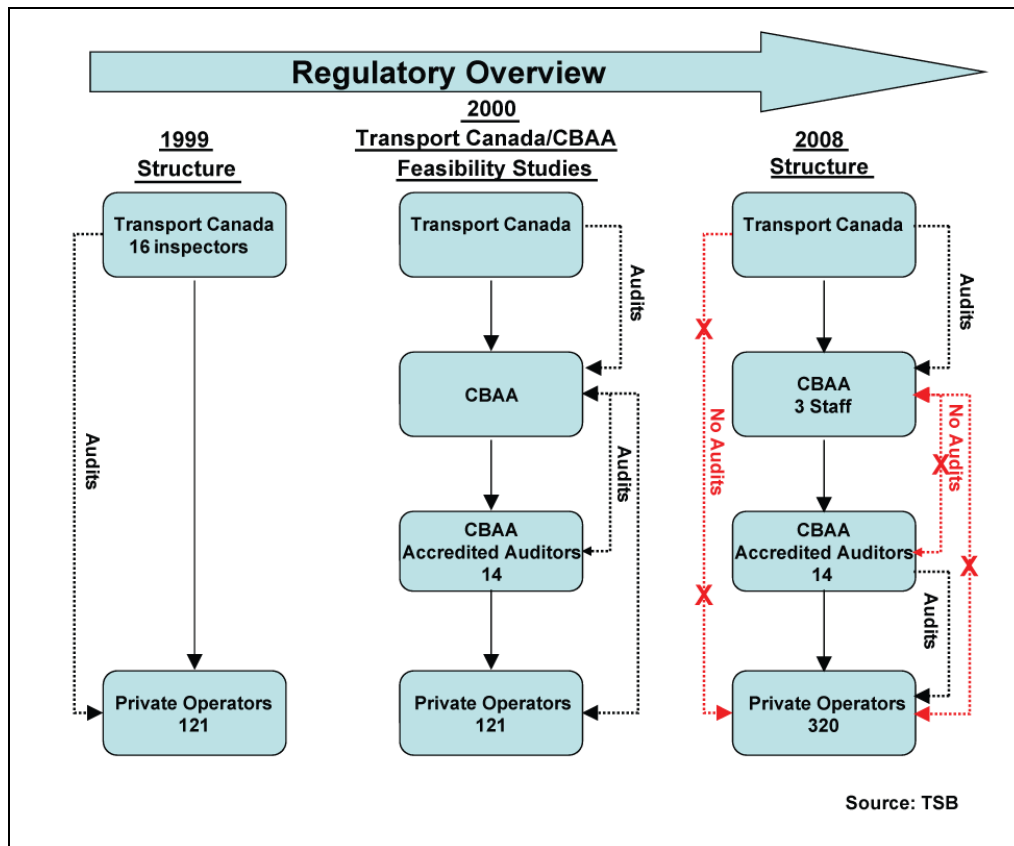 Regulatory Overview
1999
Structure
Transport Canada
16 inspectors
Audits
Private Operators
121
2000
Transport Canada/CBAA
Feasibility Studies
Transport Canada
Audits
CBAA
Audits
CBAA
Accredited Auditors
14
Private Operators
121
2008
Structure
Transport Canada
Audits
X
No Audits
X
CBAA
3 Staff
No Audits
X
X
CBAA
Accredited Auditors
14
Audits
Private Operators
320
Source: TSB